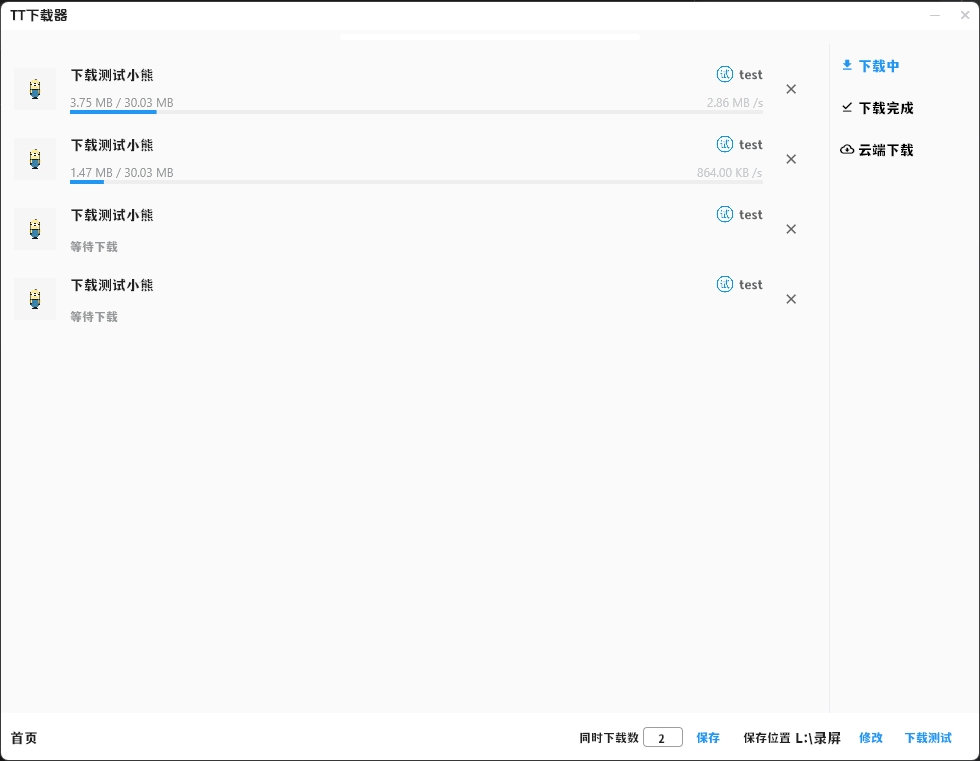 TT下载器
下载测试小熊 试 test
3.75 MB / 30.03 MB 2.86 MB /s
下载测试小熊 试 test
1.47 MB / 30.03 MB 864.00 KB /s
下载测试小熊 试 test
等待下载
下载测试小熊 试 test
等待下载
下载中
下载完成
云端下载
首页 同时下载数 2 保存 保存位置 L:\录屏 修改 下载测试